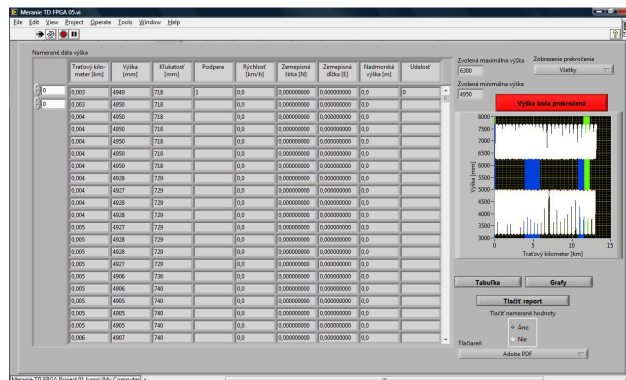 Meranie TD FPGA 05.vi
File Edit View Project Operate Tools Window Help
Namerané dáta výška
Traťový kilo-meter [km] Výška [mm] Kľukatosť [mm] Podpera Rýchlosť [km/h] Zemepisná šírka [N] Zemepisná dĺžka [E] Nadmorská výška [m] Udalosť
0 0,003 4949 718 1 0,0 0,000000000 0,000000000 0,0 0
0 0,003 4950 718 0,0 0,000000000 0,000000000 0,0
0,004 4950 718 0,0 0,000000000 0,000000000 0,0
0,004 4950 718 0,0 0,000000000 0,000000000 0,0
0,004 4950 718 0,0 0,000000000 0,000000000 0,0
0,004 4950 718 0,0 0,000000000 0,000000000 0,0
0,004 4950 718 0,0 0,000000000 0,000000000 0,0
0,004 4928 729 0,0 0,000000000 0,000000000 0,0
0,004 4927 729 0,0 0,000000000 0,000000000 0,0
0,004 4928 729 0,0 0,000000000 0,000000000 0,0
0,004 4928 729 0,0 0,000000000 0,000000000 0,0
0,005 4927 729 0,0 0,000000000 0,000000000 0,0
0,005 4928 729 0,0 0,000000000 0,000000000 0,0
0,005 4928 729 0,0 0,000000000 0,000000000 0,0
0,005 4927 729 0,0 0,000000000 0,000000000 0,0
0,005 4906 736 0,0 0,000000000 0,000000000 0,0
0,005 4906 740 0,0 0,000000000 0,000000000 0,0
0,005 4905 740 0,0 0,000000000 0,000000000 0,0
0,005 4905 740 0,0 0,000000000 0,000000000 0,0
0,005 4905 740 0,0 0,000000000 0,000000000 0,0
0,006 4907 740 0,0 0,000000000 0,000000000 0,0
Zvolená maximálna výška Zobrazenie prekročenia
6300 Všetky
Zvolená minimálna výška
4950
Výška bola prekročená
Výška [mm]
8000
7500
7000
6500
6000
5500
5000
4500
4000
3500
3000
0 5 10 15
Traťový kilometer [km]
Tabuľka Grafy
Tlačiť report
Tlačiť namerané hodnoty
Áno
Nie
Tlačiareň
Adobe PDF
Meranie TD FPGA Project 01.lvproj/My Computer